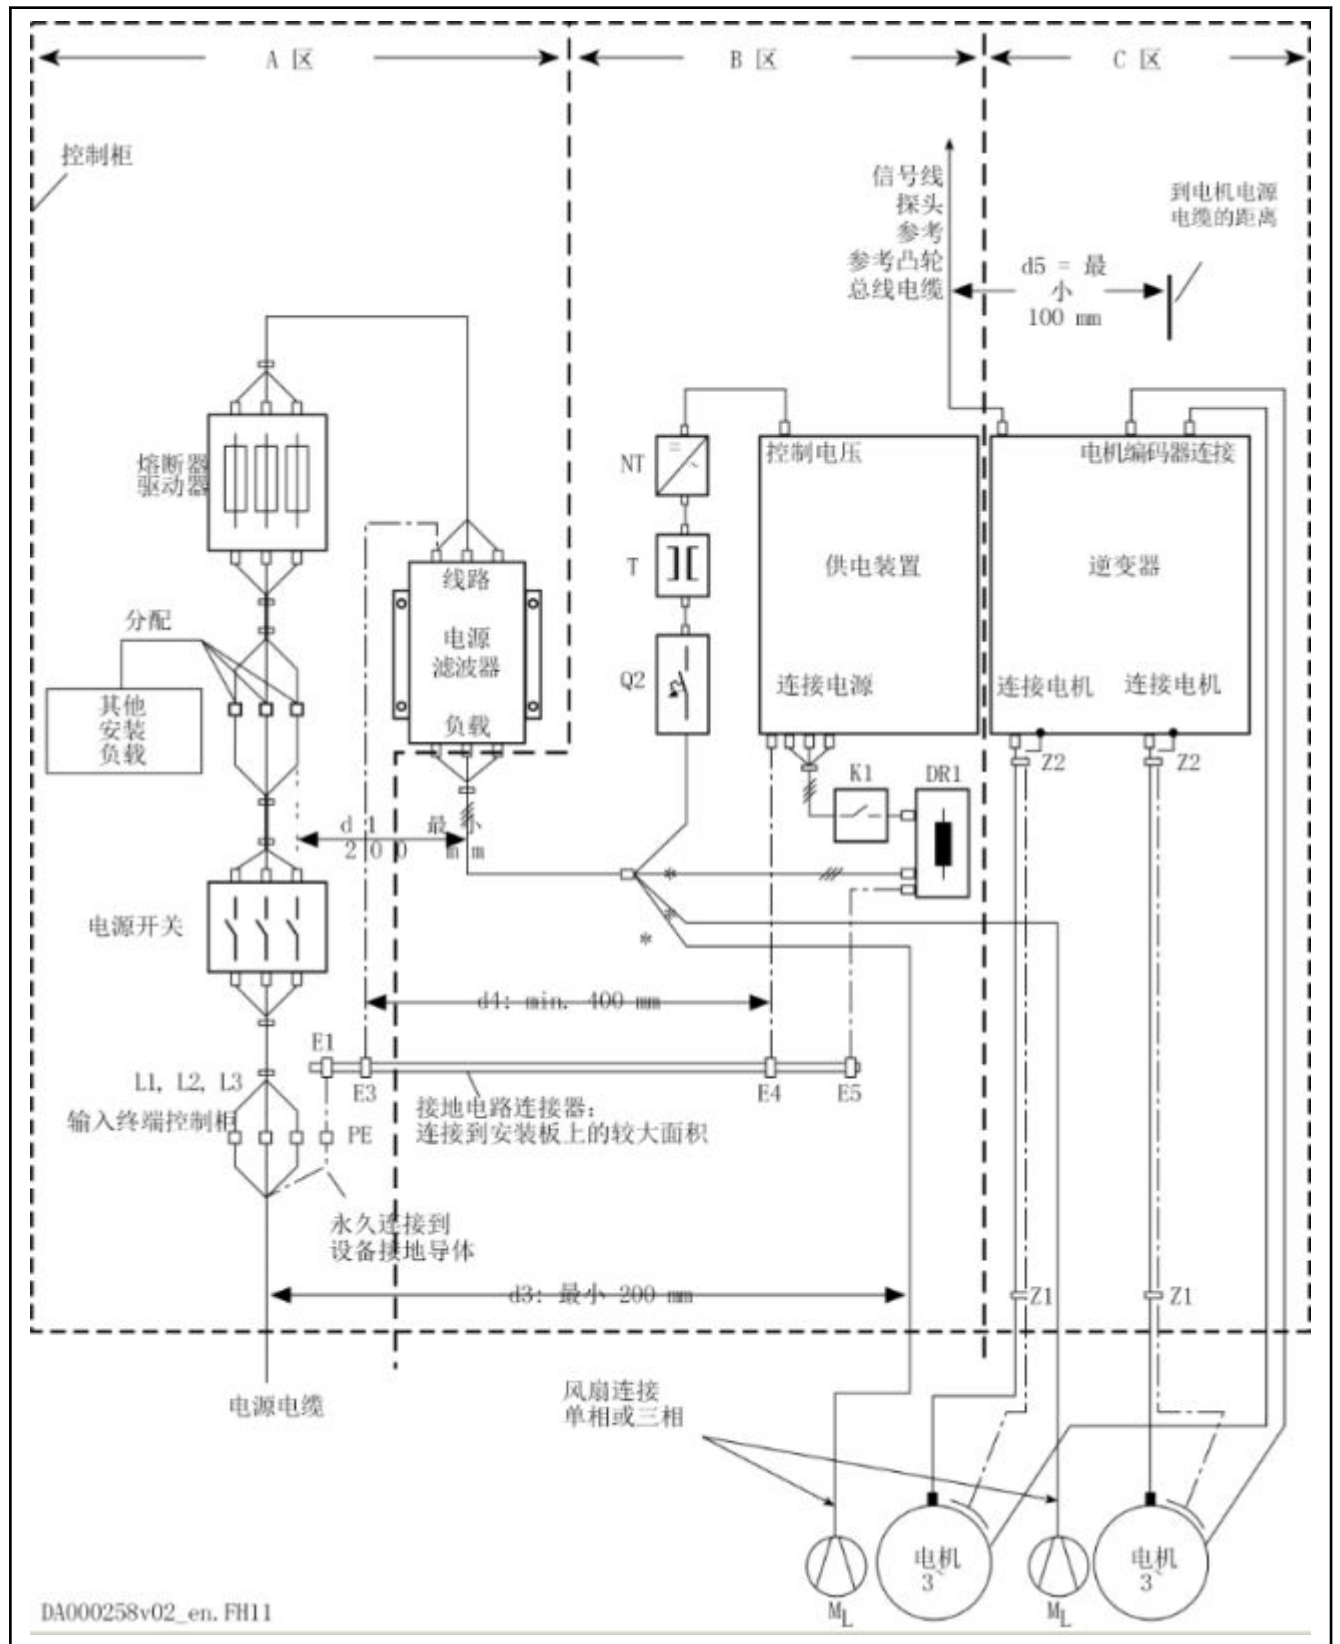 A 区
B 区
C 区
控制柜
信号线
探头
参考
参考凸轮
总线电缆
到电机电源
电缆的距离
d5 = 最
小
100 mm
熔断器
驱动器
NT
控制电压
电机编码器连接
线路
T
供电装置
逆变器
分配
电源
滤波器
Q2
连接电源
连接电机
连接电机
其他
安装
负载
负载
Z2
Z2
K1
DR1
d 1 最 小
2 0 0 m m
*
*
*
电源开关
d4: min. 400 mm
E1
E3
E4
E5
L1, L2, L3
输入终端控制柜
PE
接地电路连接器:
连接到安装板上的较大面积
永久连接到
设备接地导体
d3: 最小 200 mm
Z1
Z1
电源电缆
风扇连接
单相或三相
电机
3~
电机
3~
ML
ML
DA000258v02_en.FH11